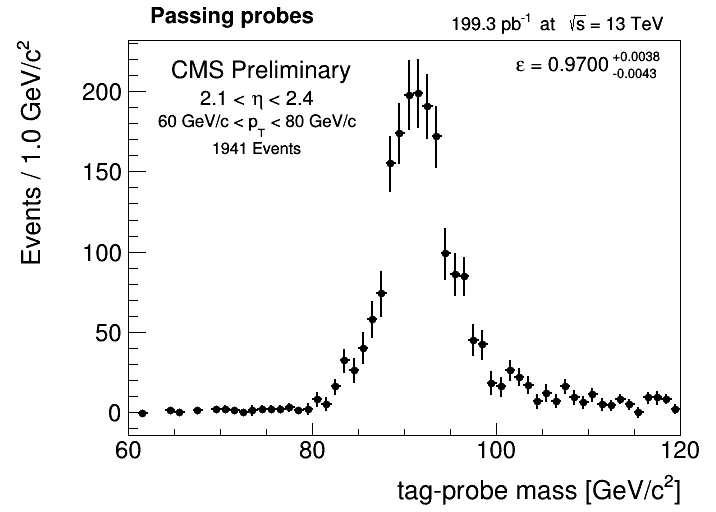 Passing probes
199.3 pb⁻¹ at √s = 13 TeV
CMS Preliminary
ε = 0.9700 +0.0038 -0.0043
2.1 < η < 2.4
60 GeV/c < p_T < 80 GeV/c
1941 Events
Events / 1.0 GeV/c²
200
150
100
50
0
60 80 100 120
tag-probe mass [GeV/c²]